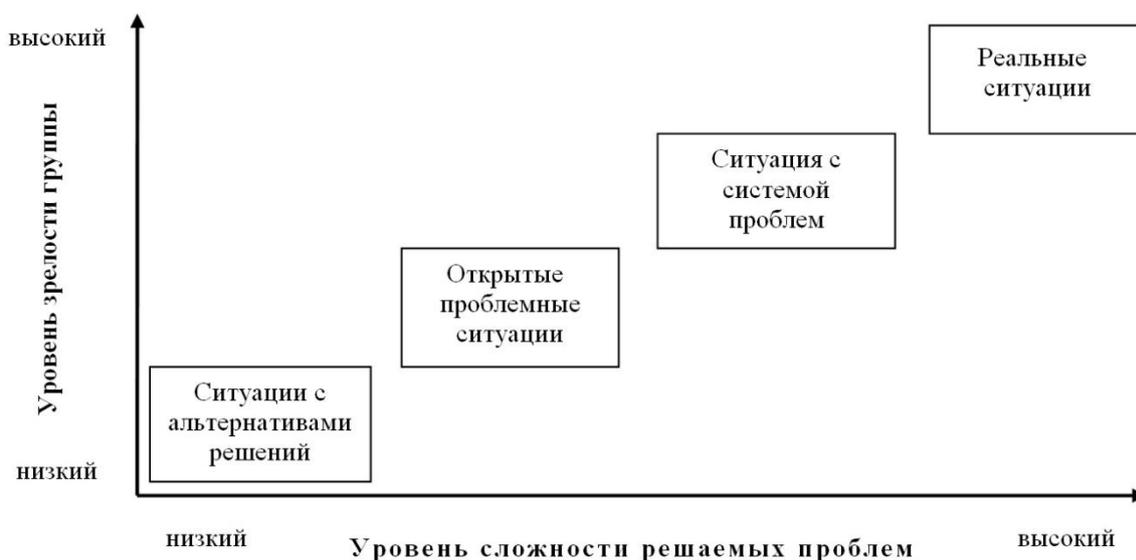 высокий
Уровень зрелости группы
низкий
Реальные
ситуации
Ситуация с
системой
проблем
Открытые
проблемные
ситуации
Ситуации с
альтернативами
решений
низкий
Уровень сложности решаемых проблем
высокий